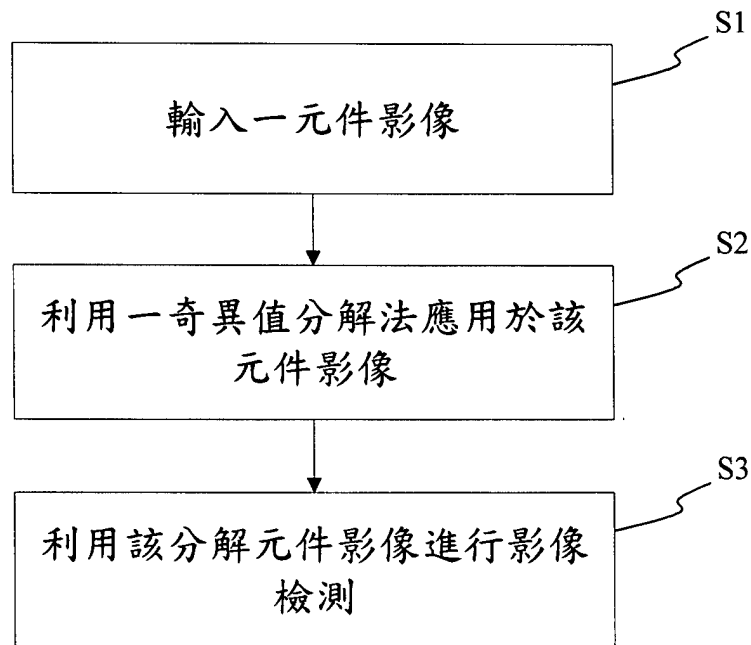 S1
輸入一元件影像
S2
利用一奇異值分解法應用於該
元件影像
S3
利用該分解元件影像進行影像
檢測